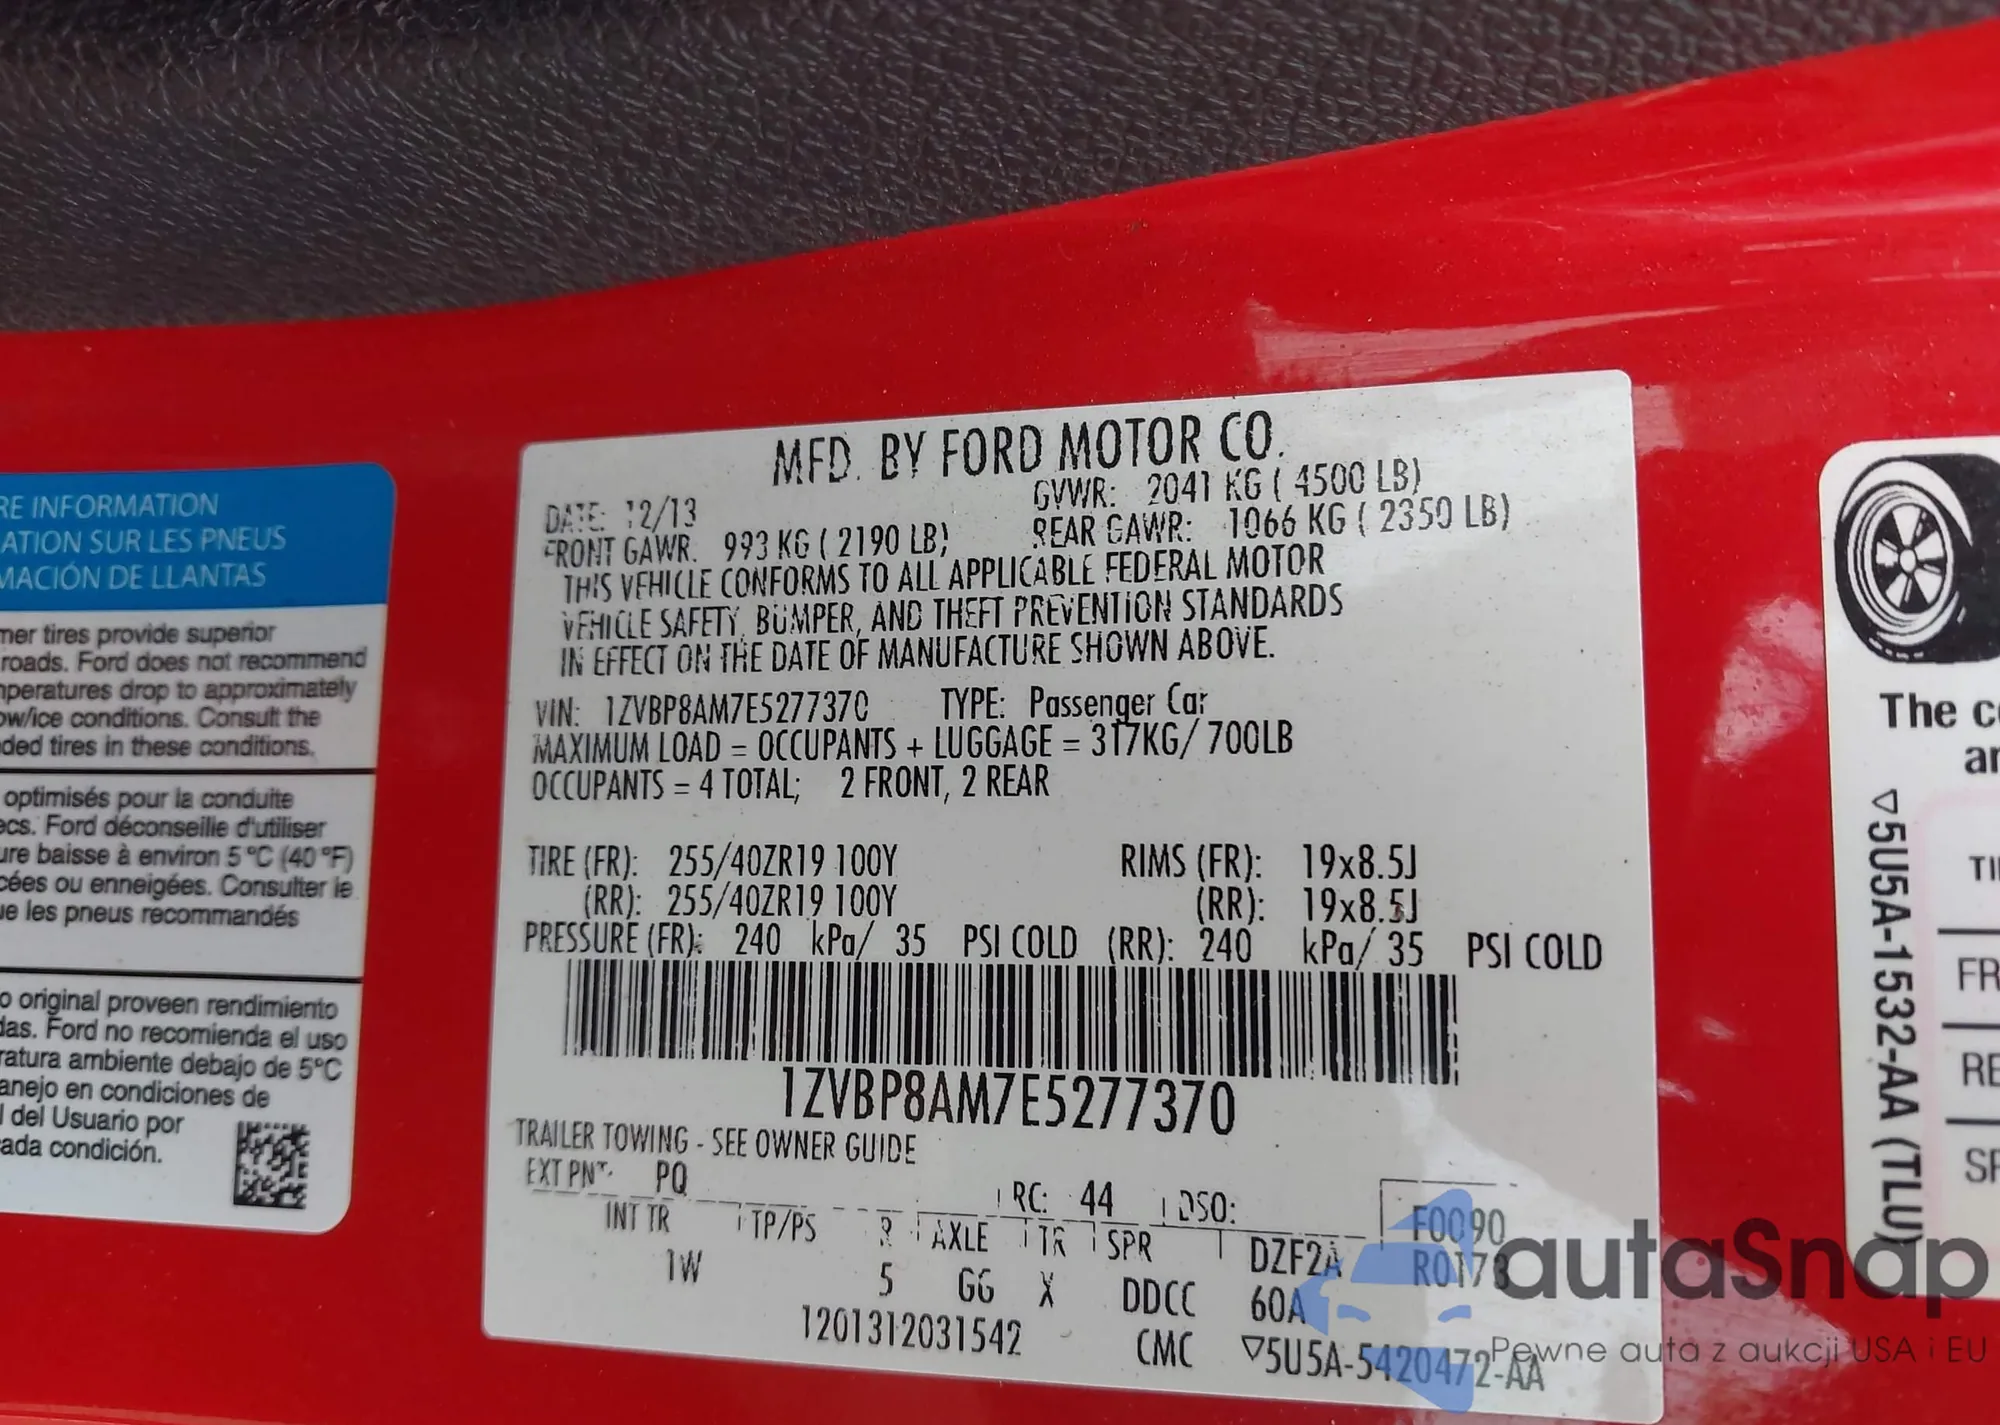 RE INFORMATION
ATION SUR LES PNEUS
MACIÓN DE LLANTAS
mer tires provide superior
roads. Ford does not recommend
mperatures drop to approximately
ow/ice conditions. Consult the
ded tires in these conditions.
optimisés pour la conduite
ecs. Ford déconseille d'utiliser
ure baisse à environ 5 °C (40 °F)
cées ou enneigées. Consulter le
ue les pneus recommandés
o original proveen rendimiento
das. Ford no recomienda el uso
ratura ambiente debajo de 5°C
anejo en condiciones de
l del Usuario por
ada condición.
MFD. BY FORD MOTOR CO.
DATE: 12/13 GVWR: 2041 KG ( 4500 LB)
FRONT GAWR: 993 KG ( 2190 LB) REAR GAWR: 1066 KG ( 2350 LB)
THIS VEHICLE CONFORMS TO ALL APPLICABLE FEDERAL MOTOR
VEHICLE SAFETY, BUMPER, AND THEFT PREVENTION STANDARDS
IN EFFECT ON THE DATE OF MANUFACTURE SHOWN ABOVE.
VIN: 1ZVBP8AM7E5277370 TYPE: Passenger Car
MAXIMUM LOAD = OCCUPANTS + LUGGAGE = 317KG/ 700LB
OCCUPANTS = 4 TOTAL; 2 FRONT, 2 REAR
TIRE (FR): 255/40ZR19 100Y RIMS (FR): 19x8.5J
(RR): 255/40ZR19 100Y (RR): 19x8.5J
PRESSURE (FR): 240 kPa/ 35 PSI COLD (RR): 240 kPa/ 35 PSI COLD
1ZVBP8AM7E5277370
TRAILER TOWING - SEE OWNER GUIDE
EXT PNT: PQ RC: 44 DSO: F0090
INT TR TP/PS R AXLE TR SPR DZF2A R0173
1W 5 GG X DDCC 60A
1201312031542 CMC ▽5U5A-5420472-AA
The c
an
▽5U5A-1532-AA (TLU)
TI
FR
RE
SP
autaSnap
Pewne auta z aukcji USA i EU